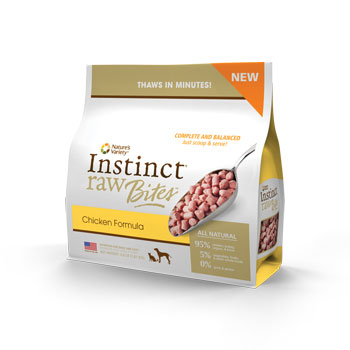 THAWS IN MINUTES!
NEW
Nature's
Variety
COMPLETE AND BALANCED
Just scoop & serve!
Instinct
raw Bites
Chicken Formula
ALL NATURAL
95%
5%
0%